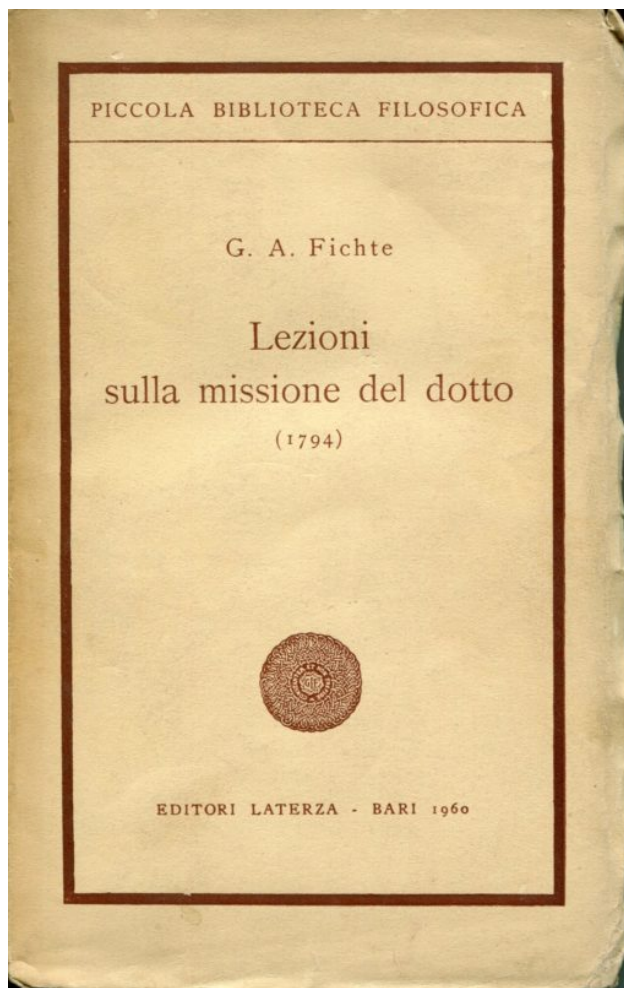 PICCOLA BIBLIOTECA FILOSOFICA
G. A. Fichte
Lezioni
sulla missione del dotto
(1794)
EDITORI LATERZA - BARI 1960